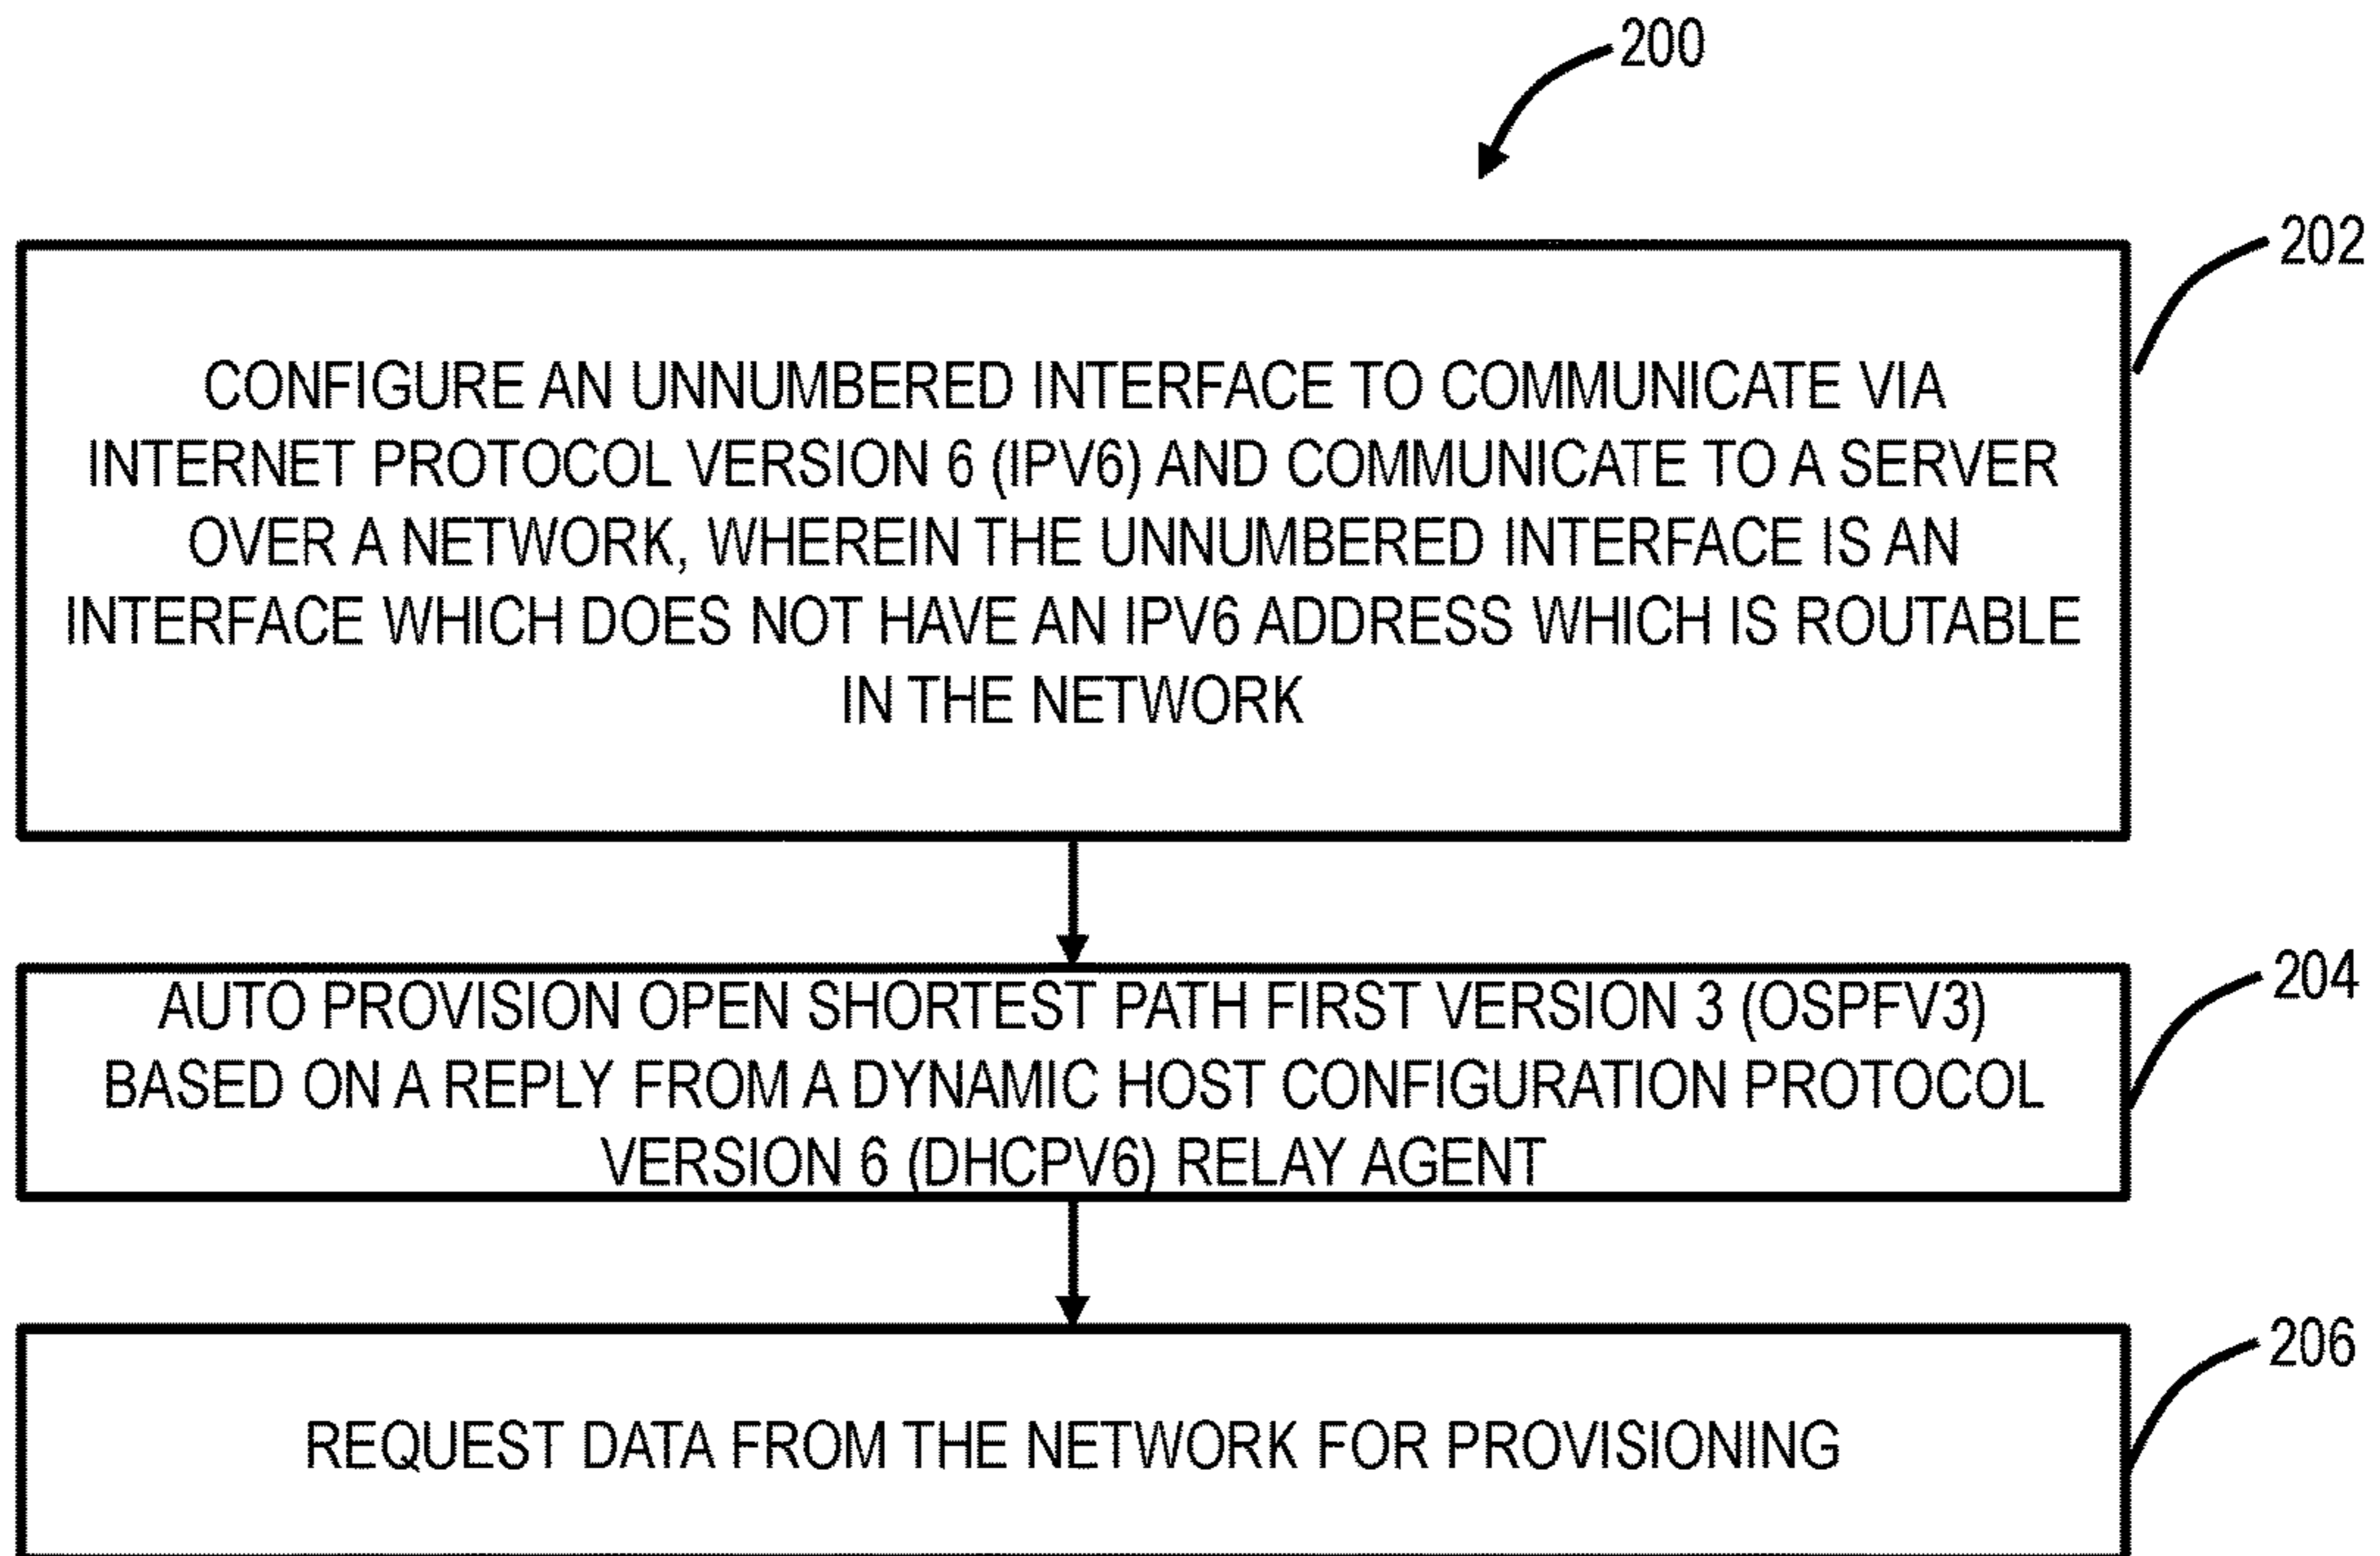 200
202
CONFIGURE AN UNNUMBERED INTERFACE TO COMMUNICATE VIA
INTERNET PROTOCOL VERSION 6 (IPV6) AND COMMUNICATE TO A SERVER
OVER A NETWORK, WHEREIN THE UNNUMBERED INTERFACE IS AN
INTERFACE WHICH DOES NOT HAVE AN IPV6 ADDRESS WHICH IS ROUTABLE
IN THE NETWORK
204
AUTO PROVISION OPEN SHORTEST PATH FIRST VERSION 3 (OSPFV3)
BASED ON A REPLY FROM A DYNAMIC HOST CONFIGURATION PROTOCOL
VERSION 6 (DHCPV6) RELAY AGENT
206
REQUEST DATA FROM THE NETWORK FOR PROVISIONING